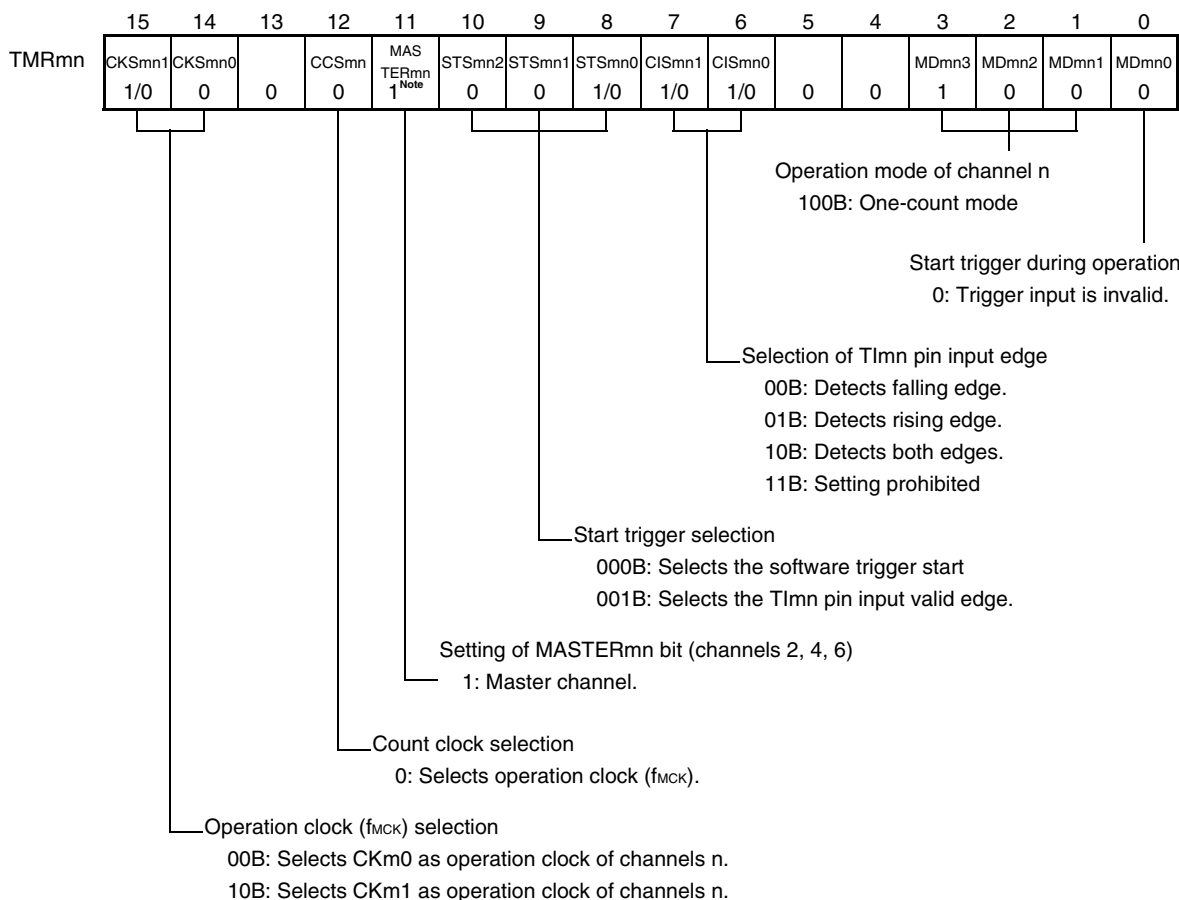 15 14 13 12 11 10 9 8 7 6 5 4 3 2 1 0
TMRmn CKSmn1 CKSmn0 CCSmn MAS TERmn STSmn2 STSmn1 STSmn0 CISmn1 CISmn0 MDmn3 MDmn2 MDmn1 MDmn0
1/0 0 0 0 1Note 0 0 1/0 1/0 1/0 0 0 1 0 0 0
Operation mode of channel n
100B: One-count mode
Start trigger during operation
0: Trigger input is invalid.
Selection of TImn pin input edge
00B: Detects falling edge.
01B: Detects rising edge.
10B: Detects both edges.
11B: Setting prohibited
Start trigger selection
000B: Selects the software trigger start
001B: Selects the TImn pin input valid edge.
Setting of MASTERmn bit (channels 2, 4, 6)
1: Master channel.
Count clock selection
0: Selects operation clock (fMCK).
Operation clock (fMCK) selection
00B: Selects CKm0 as operation clock of channels n.
10B: Selects CKm1 as operation clock of channels n.